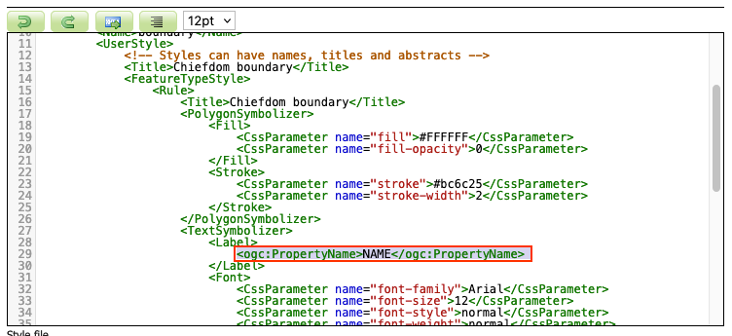 12pt
10 <Name>boundary</Name>
11 <UserStyle>
12 <!-- Styles can have names, titles and abstracts -->
13 <Title>Chiefdom boundary</Title>
14 <FeatureTypeStyle>
15 <Rule>
16 <Title>Chiefdom boundary</Title>
17 <PolygonSymbolizer>
18 <Fill>
19 <CssParameter name="fill">#FFFFFF</CssParameter>
20 <CssParameter name="fill-opacity">0</CssParameter>
21 </Fill>
22 <Stroke>
23 <CssParameter name="stroke">#bc6c25</CssParameter>
24 <CssParameter name="stroke-width">2</CssParameter>
25 </Stroke>
26 </PolygonSymbolizer>
27 <TextSymbolizer>
28 <Label>
29 <ogc:PropertyName>NAME</ogc:PropertyName>
30 </Label>
31 <Font>
32 <CssParameter name="font-family">Arial</CssParameter>
33 <CssParameter name="font-size">12</CssParameter>
34 <CssParameter name="font-style">normal</CssParameter>
35 <CssParameter name="font-weight">normal</CssParameter>
Style file